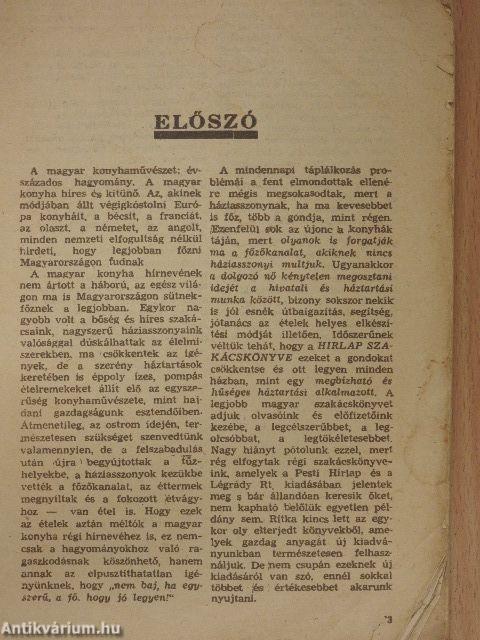 ELŐSZÓ
A magyar konyhaművészet: év-
százados hagyomány. A magyar
konyha híres és kitünő. Az, akinek
módjában állt végigkóstolni Euró-
pa konyháit, a bécsit, a franciát,
az olaszt, a németet, az angolt,
minden nemzeti elfogultság nélkül
hirdeti, hogy legjobban főzni
Magyarországon tudnak
A magyar konyha hírnevének
nem ártott a háború, az egész vilá-
gon ma is Magyarországon sütnek-
főznek a legjobban. Egykor na-
gyobb volt a bőség és híres szaká-
csaink, nagyszerű háziasszonyaink
valósággal dúskálhattak az élelmi-
szerekben, ma csökkentek az igé-
nyek, de a szerény háztartások
keretében is éppoly ízes, pompás
ételremekeket állít elő az egysze-
rűség konyhaművészete, mint haj-
dani gazdagságunk esztendőiben.
Átmenetileg, az ostrom idején, ter-
mészetesen szükséget szenvedtünk
valamennyien, de a felszabadulás
után újra begyújtottak a tűz-
helyekbe, a háziasszonyok kezükbe
vették a főzőkanalat, az éttermek
megnyíltak és a fokozott étvágy-
hoz — van étel is. Hogy ezek
az ételek aztán méltók a magyar
konyha régi hírnevéhez is, ez nem-
csak a hagyományokhoz való ra-
gaszkodásnak köszönhető, hanem
annak az elpusztíthatatlan igé-
nyünknek, hogy „nem baj, ha egy-
szerű, a fő, hogy jó legyen!"
A mindennapi táplálkozás pro-
blémái a fent elmondottak ellené-
re mégis megsokasodtak, mert a
háziasszonynak, ha ma kevesebbet
is főz, több a gondja, mint régen.
Ezenfelül sok az újonc a konyhák
táján, mert olyanok is forgatják
ma a főzőkanalat, akiknek nincs
háziasszonyi multjuk. Ugyanakkor
a dolgozó nő kénytelen megosztani
idejét a hivatali és háztartási
munka között, bizony sokszor nekik
is jól esnék útbaigazítás, segítség,
jótanács az ételek helyes elkészí-
tési módját illetően, Időszerűnek
véltük tehát, hogy a HIRLAP SZA-
KÁCSKÖNYVE ezeket a gondokat
csökkentse és ott legyen minden
házban, mint egy megbízható és
hűséges háztartási alkalmazott. A
legjobb magyar szakácskönyvet
adjuk olvasóink és előfizetőink
kezébe, a legcélszerűbbet, a leg-
olcsóbbat, a legtökéletesebbet.
Nagy hiányt pótolunk ezzel, mert
rég elfogytak régi szakácskönyve-
ink, amelyek a Pesti Hirlap és a
Légrády Rt. kiadásában jelentek
meg s bár állandóan keresik őket,
nem kapható belőlük egyetlen pél-
dány sem. Ritka kincs lett az egy-
kor oly elterjedt könyvekből, ame-
lyek gazdag anyagát új kiadvá-
nyunkban természetesen felhasz-
náljuk. De nem csupán ezeknek új
kiadásáról van szó, ennél sokkal
többet és értékesebbet akarunk
nyujtani.
3
Antikvárium.hu